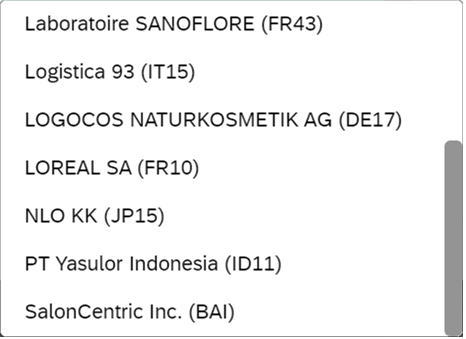 Laboratoire SANOFLORE (FR43)
Logistica 93 (IT15)
LOGOCOS NATURKOSMETIK AG (DE17)
LOREAL SA (FR10)
NLO KK (JP15)
PT Yasulor Indonesia (ID11)
SalonCentric Inc. (BAI)